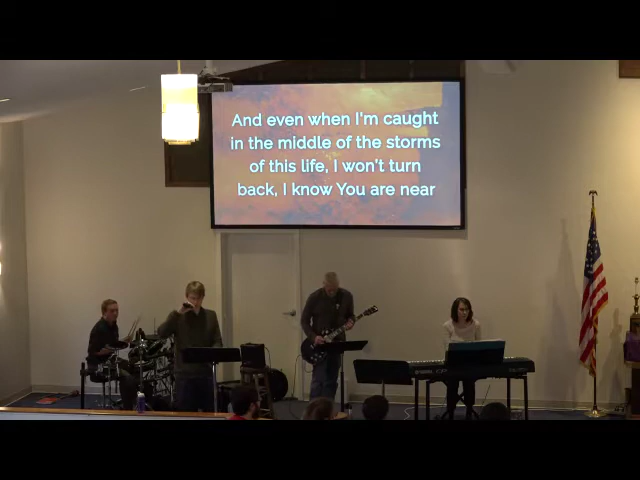 And even when I'm caught
in the middle of the storms
of this life, I won't turn
back, I know You are near